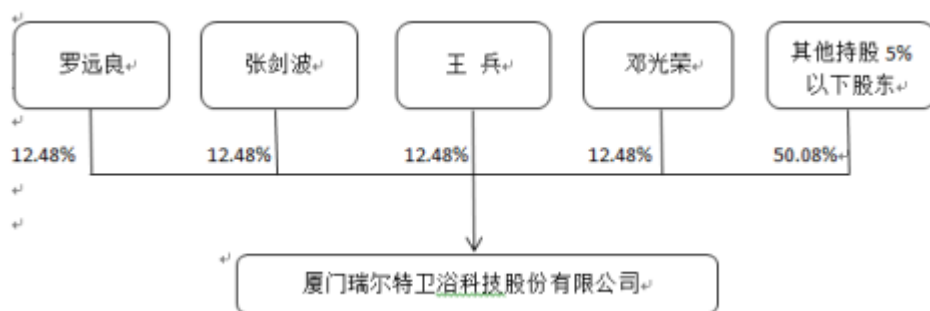 罗远良
张剑波
王 兵
邓光荣
其他持股 5%
以下股东
12.48%
12.48%
12.48%
12.48%
50.08%
厦门瑞尔特卫浴科技股份有限公司